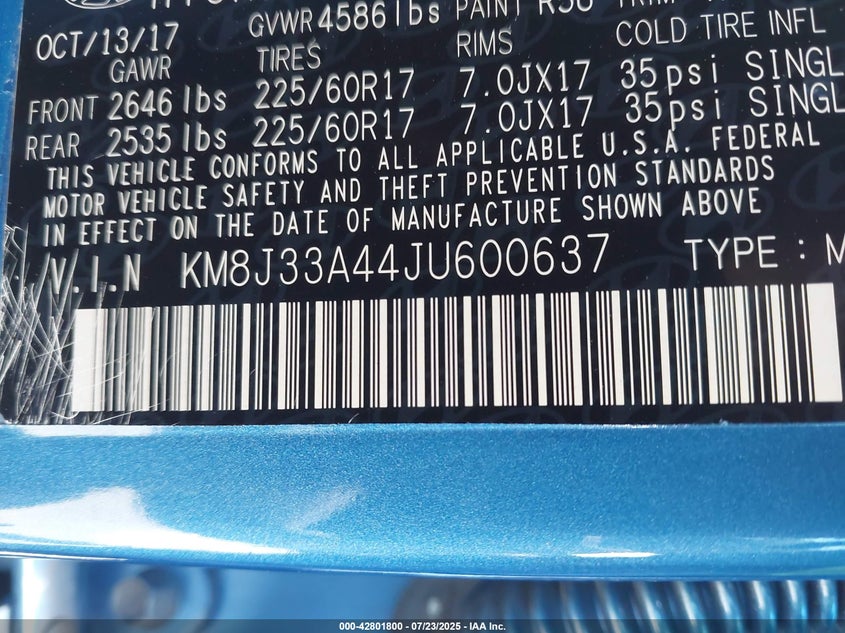 OCT/13/17 GVWR 4586 lbs PAINT
GAWR TIRES RIMS COLD TIRE INFL
FRONT 2646 lbs 225/60R17 7.0JX17 35psi SINGL
REAR 2535 lbs 225/60R17 7.0JX17 35psi SINGL
THIS VEHICLE CONFORMS TO ALL APPLICABLE U.S.A. FEDERAL
MOTOR VEHICLE SAFETY AND THEFT PREVENTION STANDARDS
IN EFFECT ON THE DATE OF MANUFACTURE SHOWN ABOVE
V.I.N KM8J33A44JU600637 TYPE : M
000-42801800 - 07/23/2025 - IAA Inc.